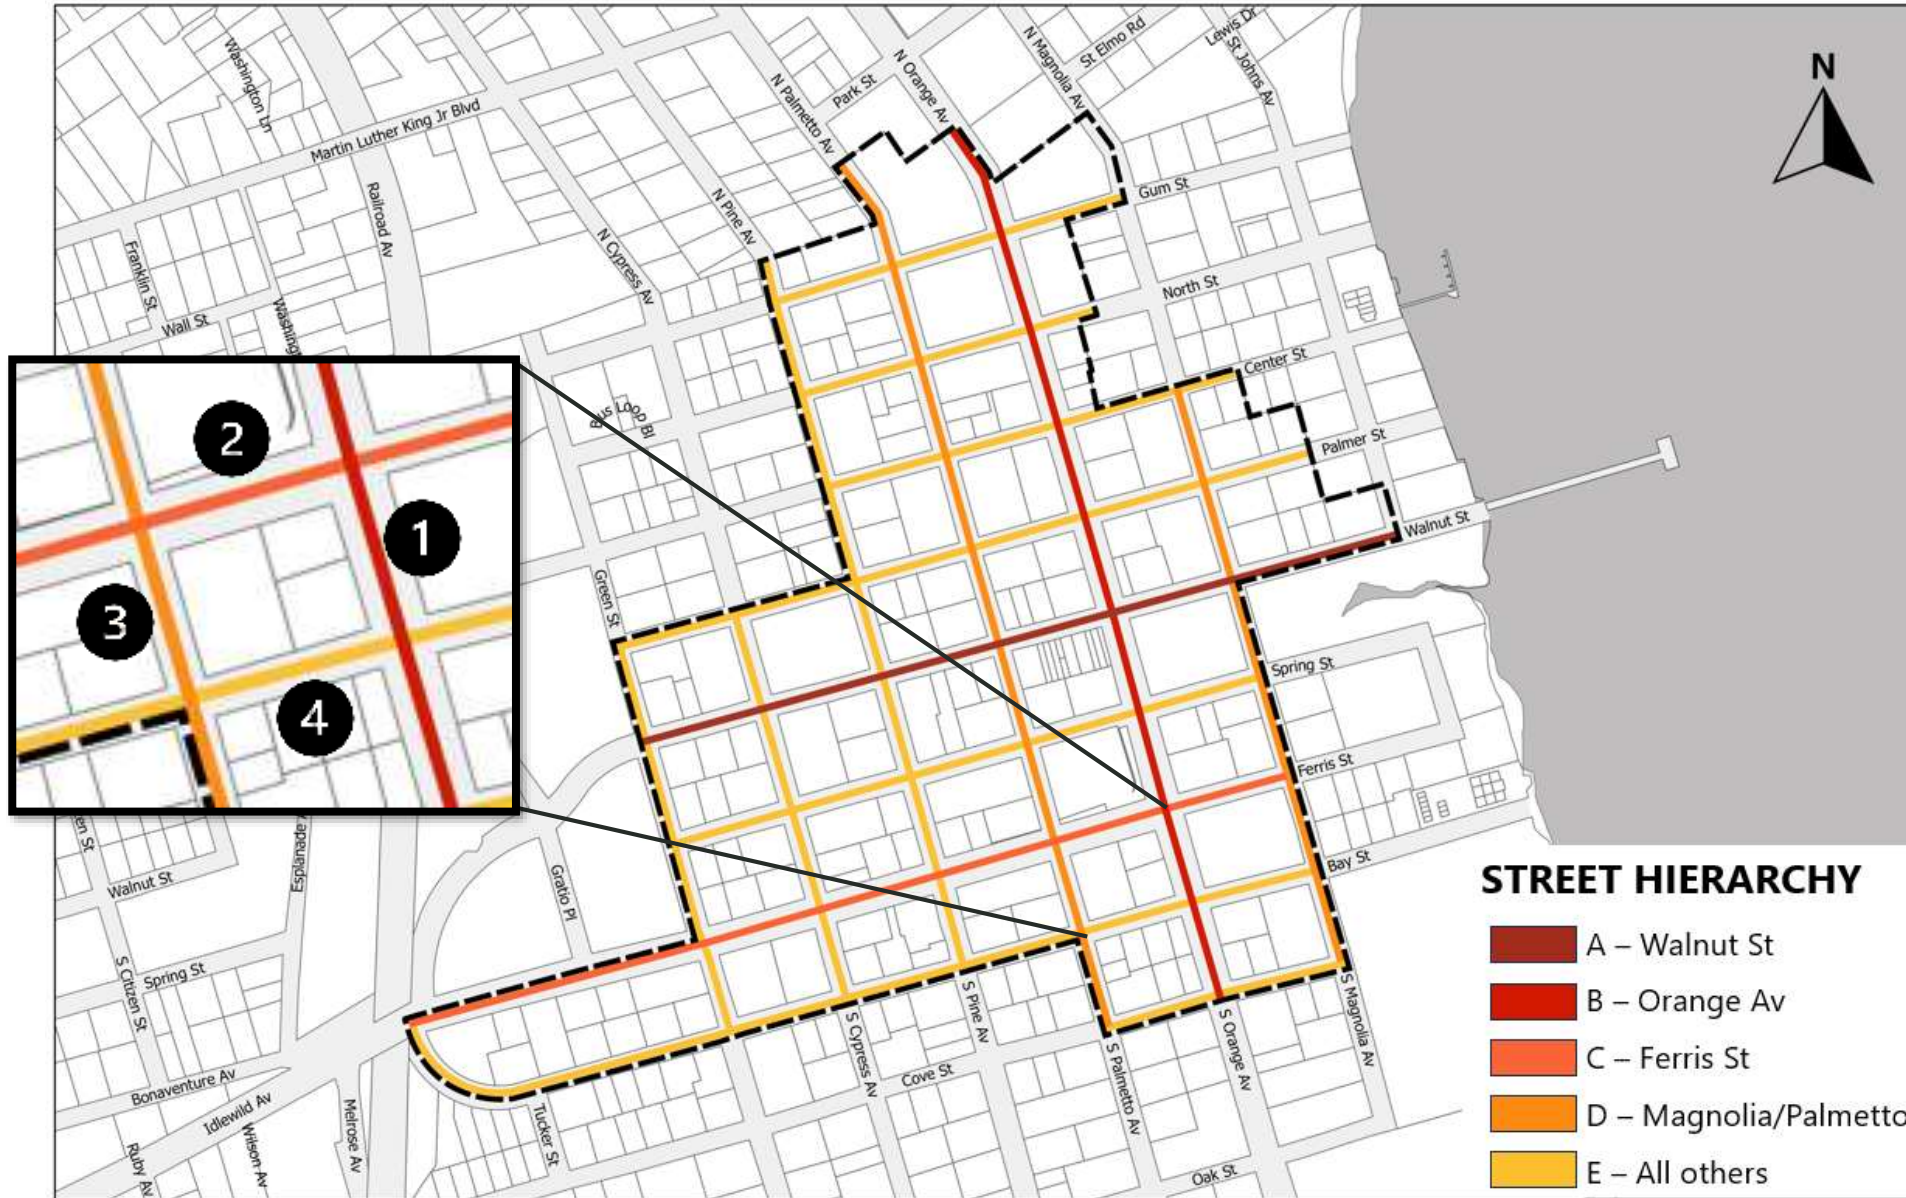 Washington Ln
Martin Luther King Jr Blvd
Railroad Av
Franklin St
Wall St
N Cypress Av
N Pine Av
N Palmetto Av
Park St
N Orange Av
N Magnolia Av
St Elmo Rd
Lewis Dr
St Johns Av
N
Gum St
North St
Center St
Palmer St
Walnut St
Bus Loop Bl
Green St
2
1
3
4
Spring St
Ferris St
Bay St
Walnut St
Gratio Pl
S Citizen St
Spring St
Bonaventure Av
Idlewild Av
Ruby Av
Wilson Av
Melrose Av
Tucker St
S Cypress Av
S Pine Av
Cove St
S Palmetto Av
S Orange Av
S Magnolia Av
Oak St
STREET HIERARCHY
A – Walnut St
B – Orange Av
C – Ferris St
D – Magnolia/Palmetto
E – All others